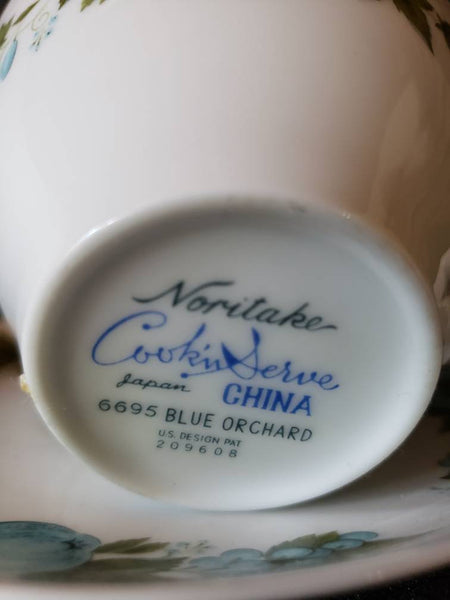 Noritake
Cook'n Serve
Japan CHINA
6695 BLUE ORCHARD
U.S. DESIGN PAT
209608